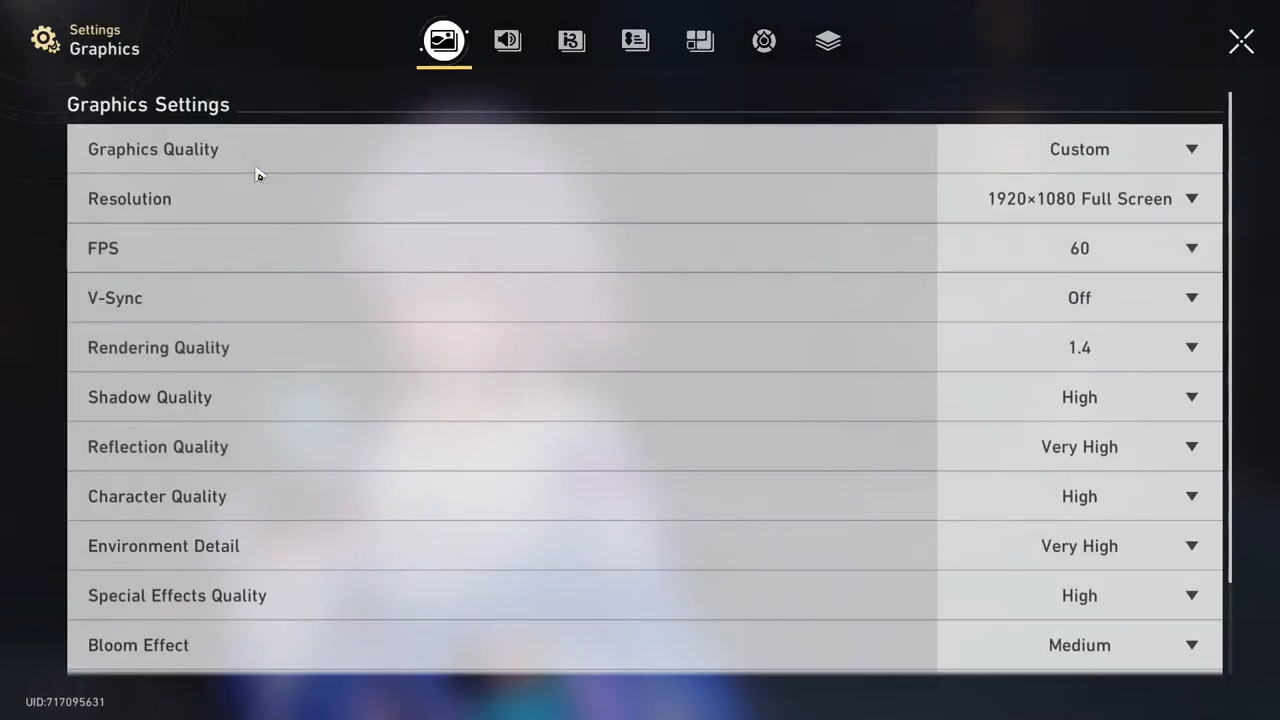 Settings
Graphics
Graphics Settings
Graphics Quality Custom
Resolution 1920×1080 Full Screen
FPS 60
V-Sync Off
Rendering Quality 1.4
Shadow Quality High
Reflection Quality Very High
Character Quality High
Environment Detail Very High
Special Effects Quality High
Bloom Effect Medium
UID:717095631